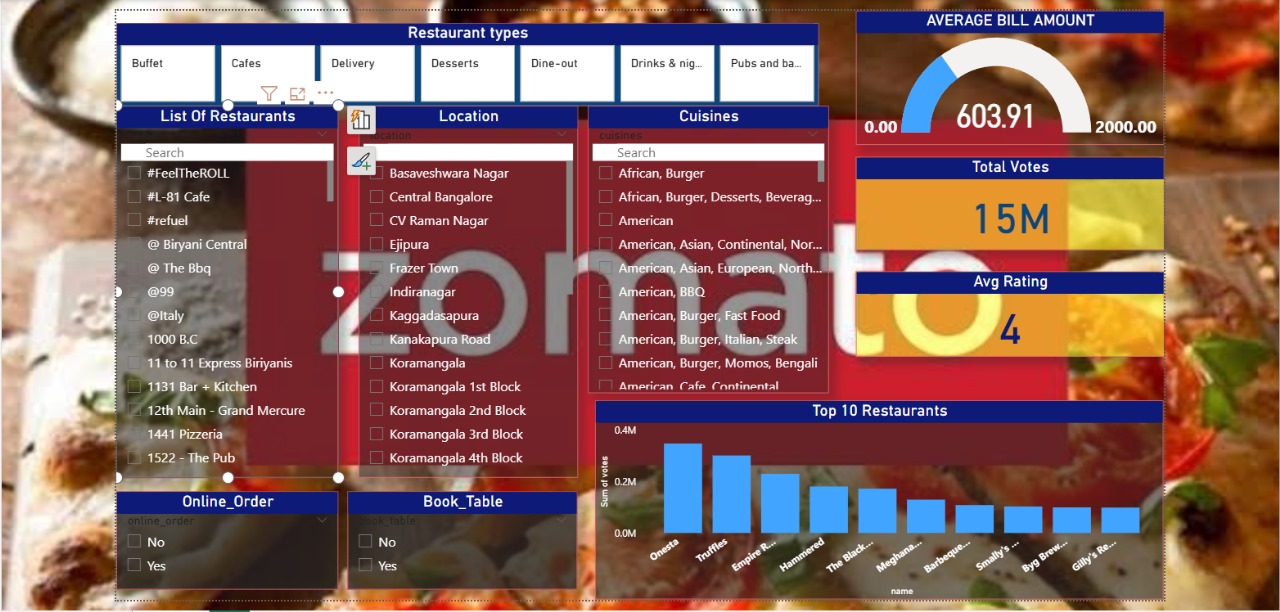 Restaurant types
Buffet
Cafes
Delivery
Desserts
Dine-out
Drinks & nig...
Pubs and ba...
AVERAGE BILL AMOUNT
603.91
0.00
2000.00
List Of Restaurants
Search
#FeelTheROLL
#L-81 Cafe
#refuel
@ Biryani Central
@ The Bbq
@99
@Italy
1000 B.C
11 to 11 Express Biriyanis
1131 Bar + Kitchen
12th Main - Grand Mercure
1441 Pizzeria
1522 - The Pub
Location
location
Basaveshwara Nagar
Central Bangalore
CV Raman Nagar
Ejipura
Frazer Town
Indiranagar
Kaggadasapura
Kanakapura Road
Koramangala
Koramangala 1st Block
Koramangala 2nd Block
Koramangala 3rd Block
Koramangala 4th Block
Cuisines
cuisines
Search
African, Burger
African, Burger, Desserts, Beverag...
American
American, Asian, Continental, Nor...
American, Asian, European, North...
American, BBQ
American, Burger, Fast Food
American, Burger, Italian, Steak
American, Burger, Momos, Bengali
American, Cafe, Continental
Total Votes
15M
Avg Rating
4
zomato
Online_Order
online_order
No
Yes
Book_Table
book_table
No
Yes
Top 10 Restaurants
Sum of votes
0.4M
0.2M
0.0M
Onesta
Truffles
Empire R...
Hammered
The Black...
Meghana...
Barbeque...
Smally's ...
Byg Brew...
Gilly's Re...
name